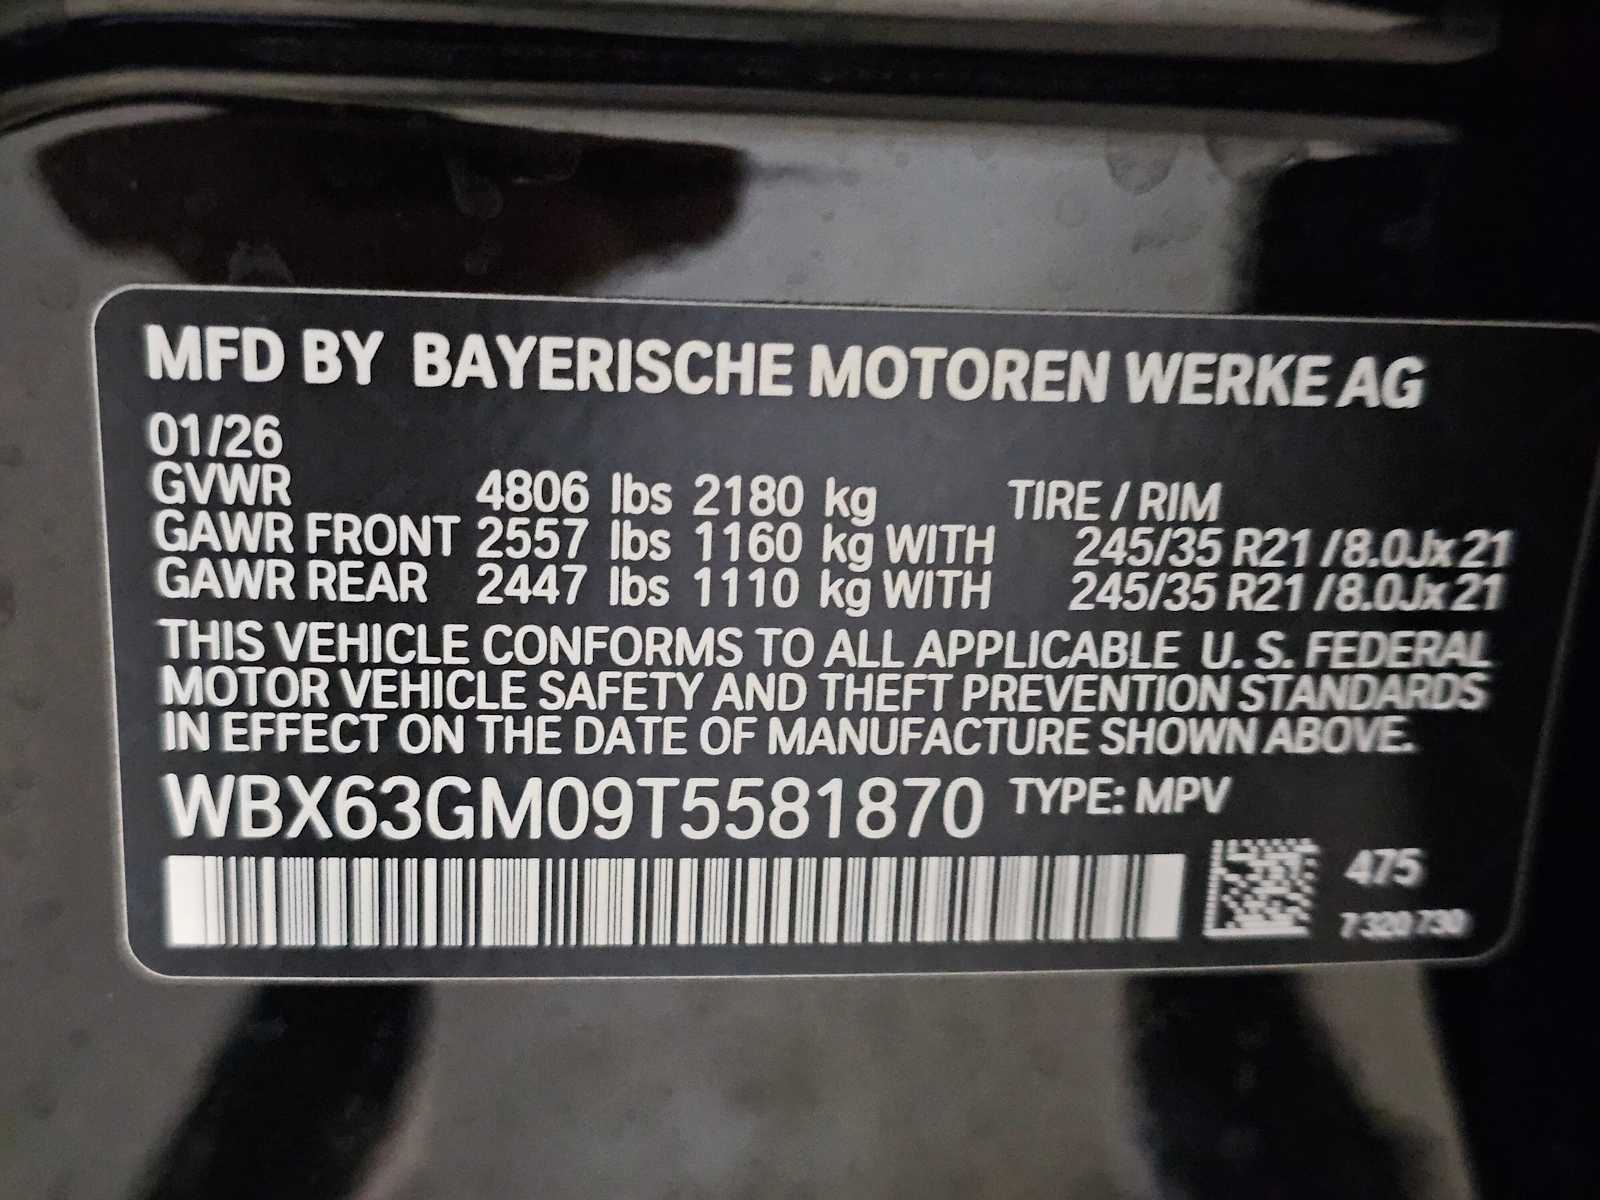 MFD BY BAYERISCHE MOTOREN WERKE AG
01/26
GVWR 4806 lbs 2180 kg TIRE / RIM
GAWR FRONT 2557 lbs 1160 kg WITH 245/35 R21 / 8.0Jx21
GAWR REAR 2447 lbs 1110 kg WITH 245/35 R21 / 8.0Jx21
THIS VEHICLE CONFORMS TO ALL APPLICABLE U. S. FEDERAL
MOTOR VEHICLE SAFETY AND THEFT PREVENTION STANDARDS
IN EFFECT ON THE DATE OF MANUFACTURE SHOWN ABOVE.
WBX63GM09T5581870 TYPE: MPV
475
7 320 730